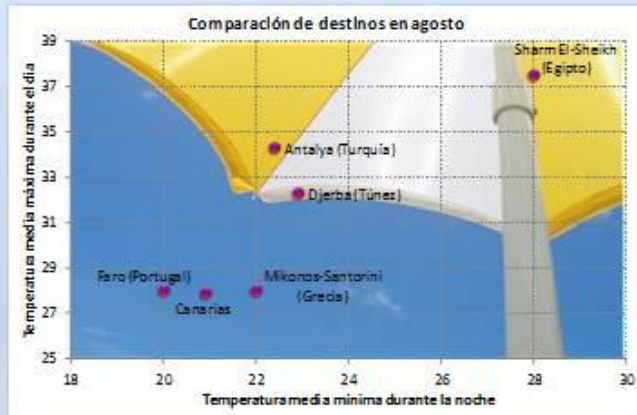 Comparación de destinos en agosto
Temperatura media máxima durante el día
39
37
35
33
31
29
27
25
Sharm El-Sheikh
(Egipto)
Antalya (Turquía)
Djerba (Túnez)
Faro (Portugal)
Canarias
Mikonos-Santorini
(Grecia)
18
20
22
24
26
28
30
Temperatura media mínima durante la noche